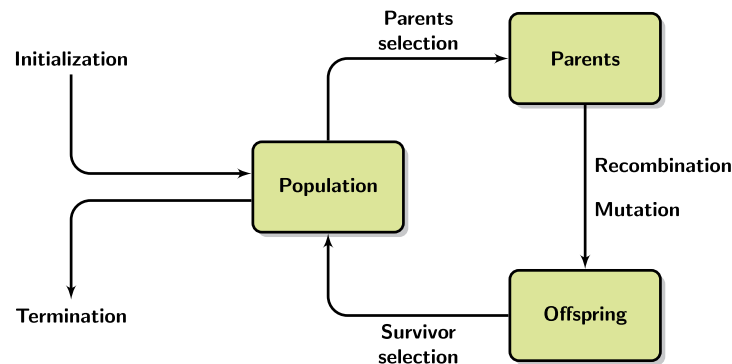 Parents
selection
Initialization
Parents
Recombination
Population
Mutation
Termination
Offspring
Survivor
selection